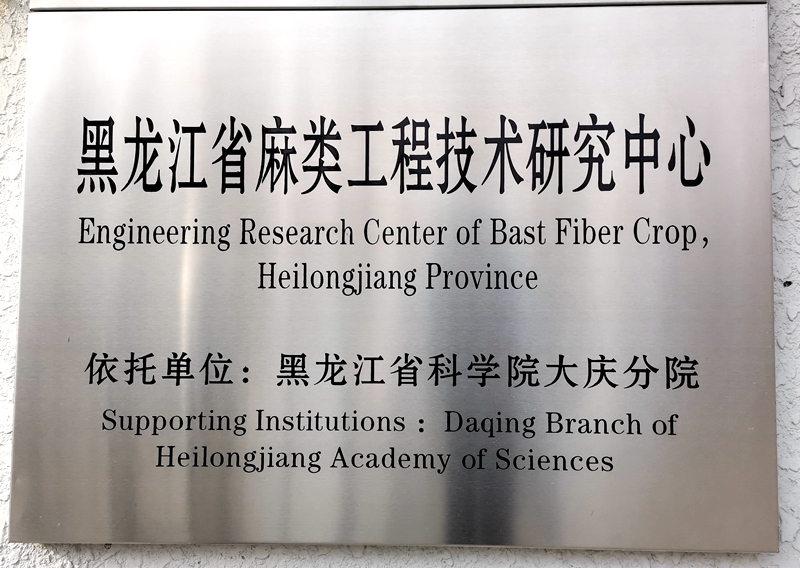 黑龙江省麻类工程技术研究中心
Engineering Research Center of Bast Fiber Crop,
Heilongjiang Province
依托单位：黑龙江省科学院大庆分院
Supporting Institutions : Daqing Branch of
Heilongjiang Academy of Sciences